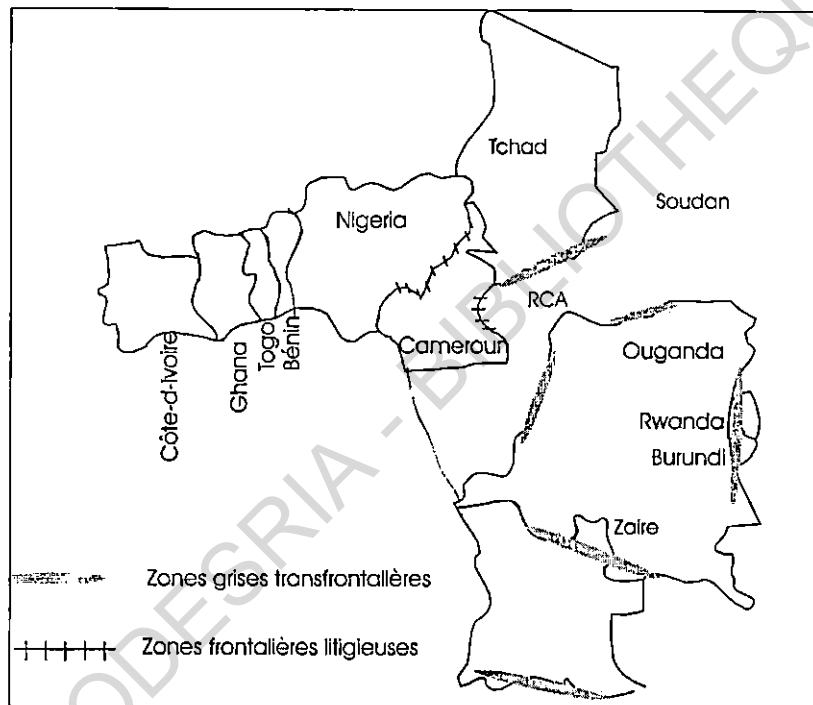 Tchad
Soudan
Nigeria
RCA
Cameroun
Ouganda
Côte-d-Ivoire
Ghana
Togo
Bénin
Rwanda
Burundi
Zaire
Zones grises transfrontalières
Zones frontalières litigieuses
CODESRIA - BIBLIOTHEQU